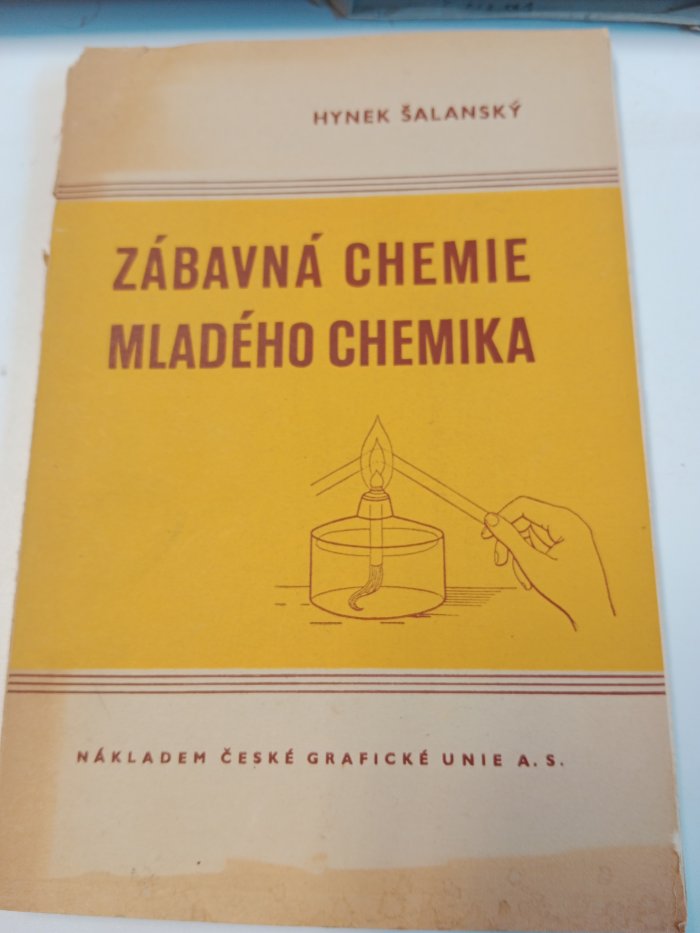 HYNEK ŠALANSKÝ
ZÁBAVNÁ CHEMIE
MLADÉHO CHEMIKA
NÁKLADEM ČESKÉ GRAFICKÉ UNIE A. S.